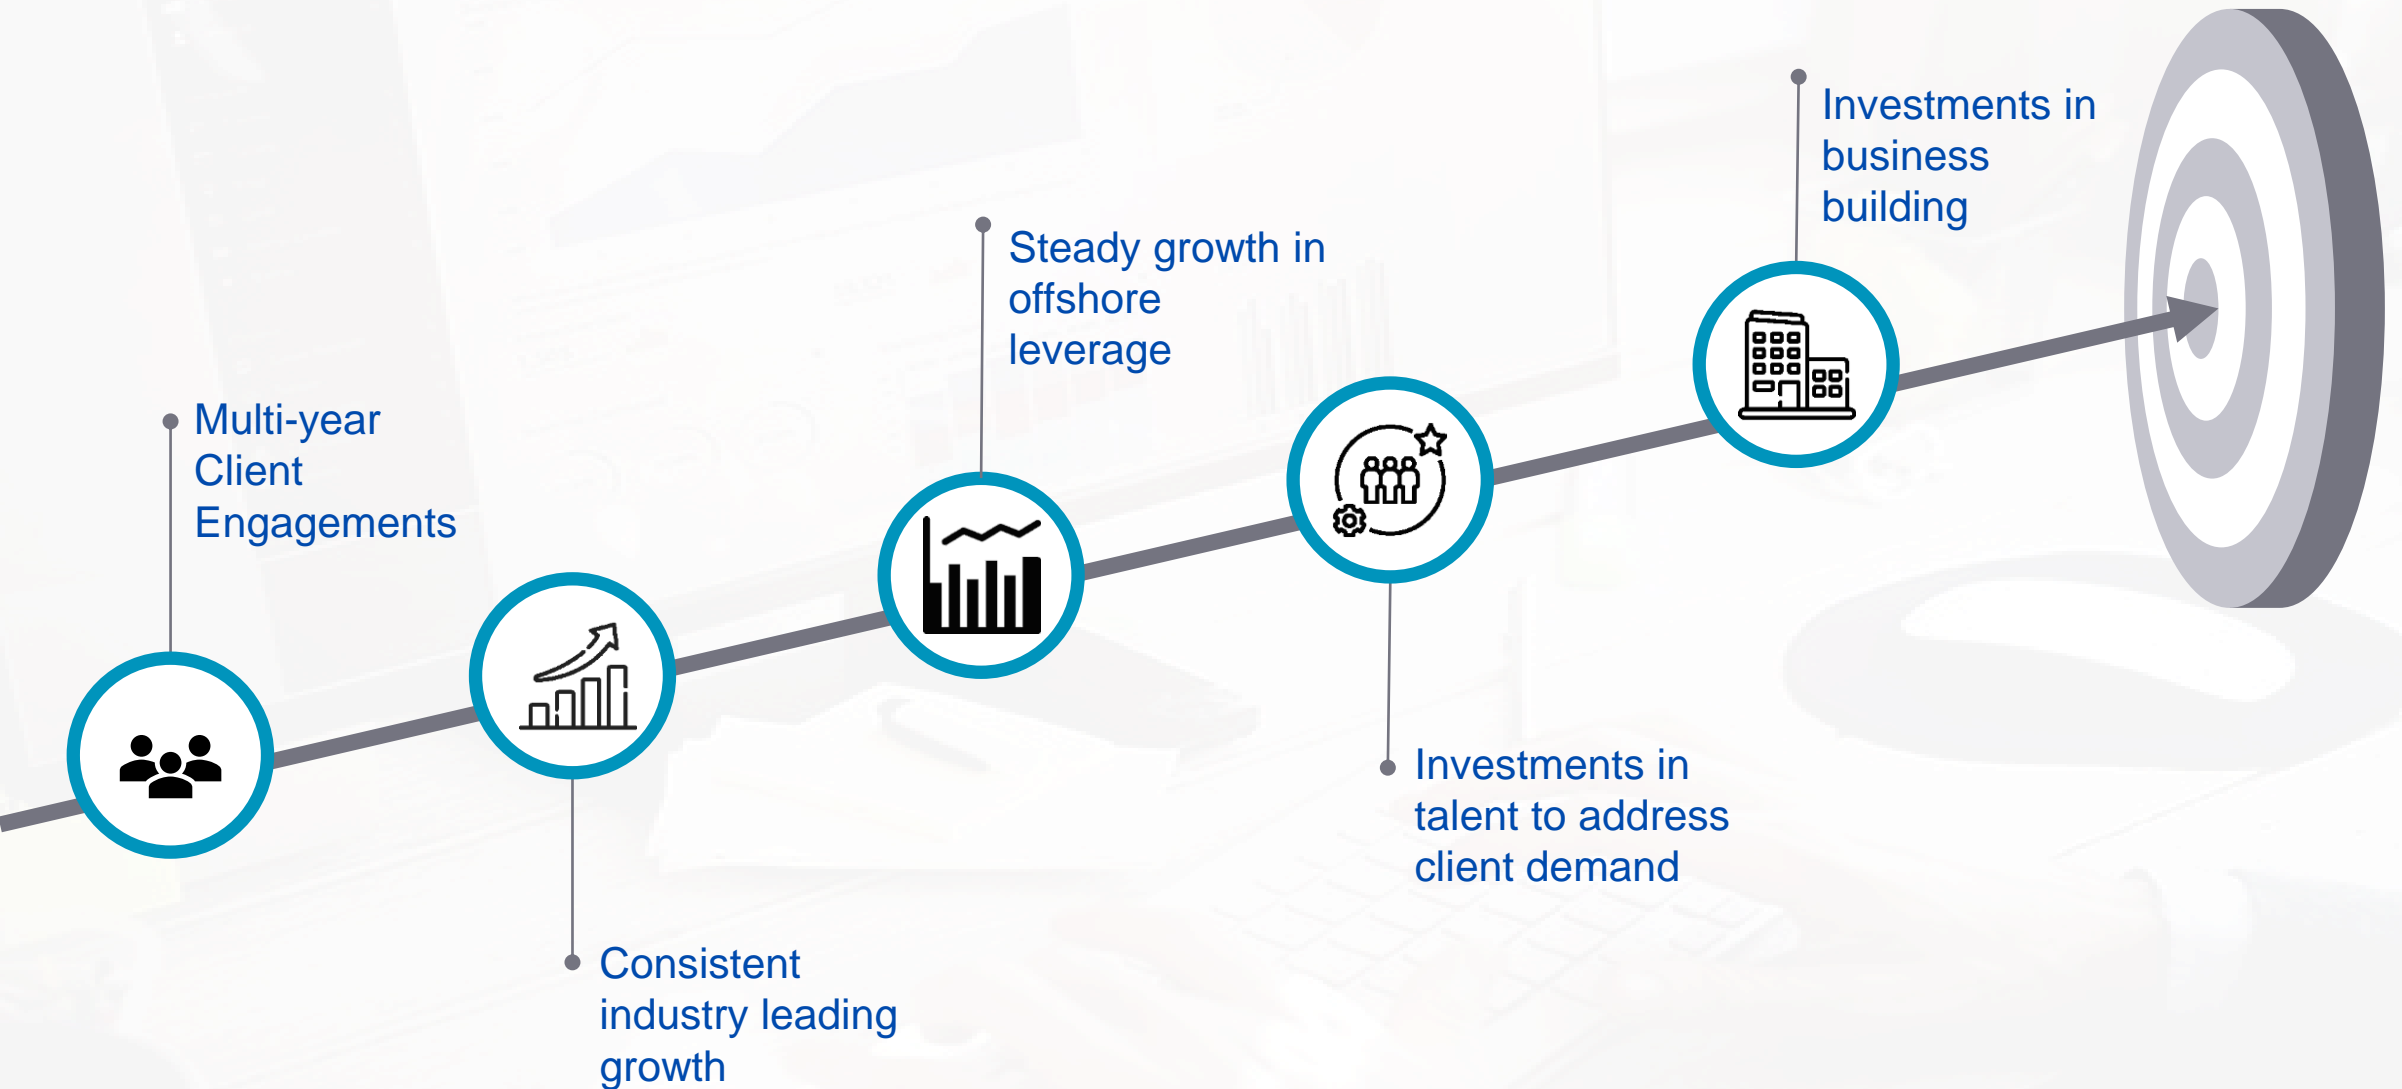 Multi-year
Client
Engagements
Consistent
industry leading
growth
Steady growth in
offshore
leverage
Investments in
talent to address
client demand
Investments in
business
building